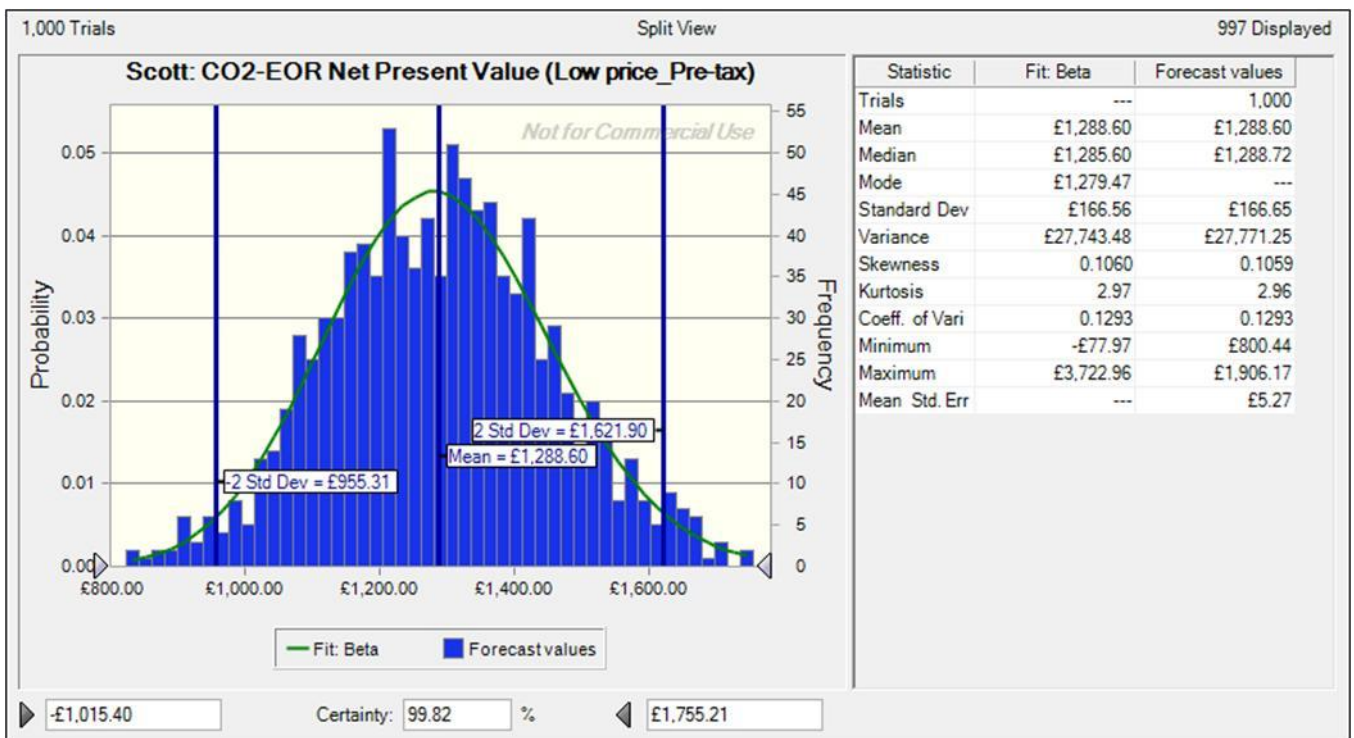 1,000 Trials Split View 997 Displayed
Scott: CO2-EOR Net Present Value (Low price_Pre-tax)
Not for Commercial Use
Probability
0.05
0.04
0.03
0.02
0.01
0.00
55
50
45
40
35
30
25
20
15
10
5
0
Frequency
2 Std Dev = £1,621.90
Mean = £1,288.60
-2 Std Dev = £955.31
£800.00 £1,000.00 £1,200.00 £1,400.00 £1,600.00
Fit: Beta Forecast values
Statistic Fit: Beta Forecast values
Trials --- 1,000
Mean £1,288.60 £1,288.60
Median £1,285.60 £1,288.72
Mode £1,279.47 ---
Standard Dev £166.56 £166.65
Variance £27,743.48 £27,771.25
Skewness 0.1060 0.1059
Kurtosis 2.97 2.96
Coeff. of Vari 0.1293 0.1293
Minimum -£77.97 £800.44
Maximum £3,722.96 £1,906.17
Mean Std. Err --- £5.27
-£1,015.40 Certainty: 99.82 % £1,755.21